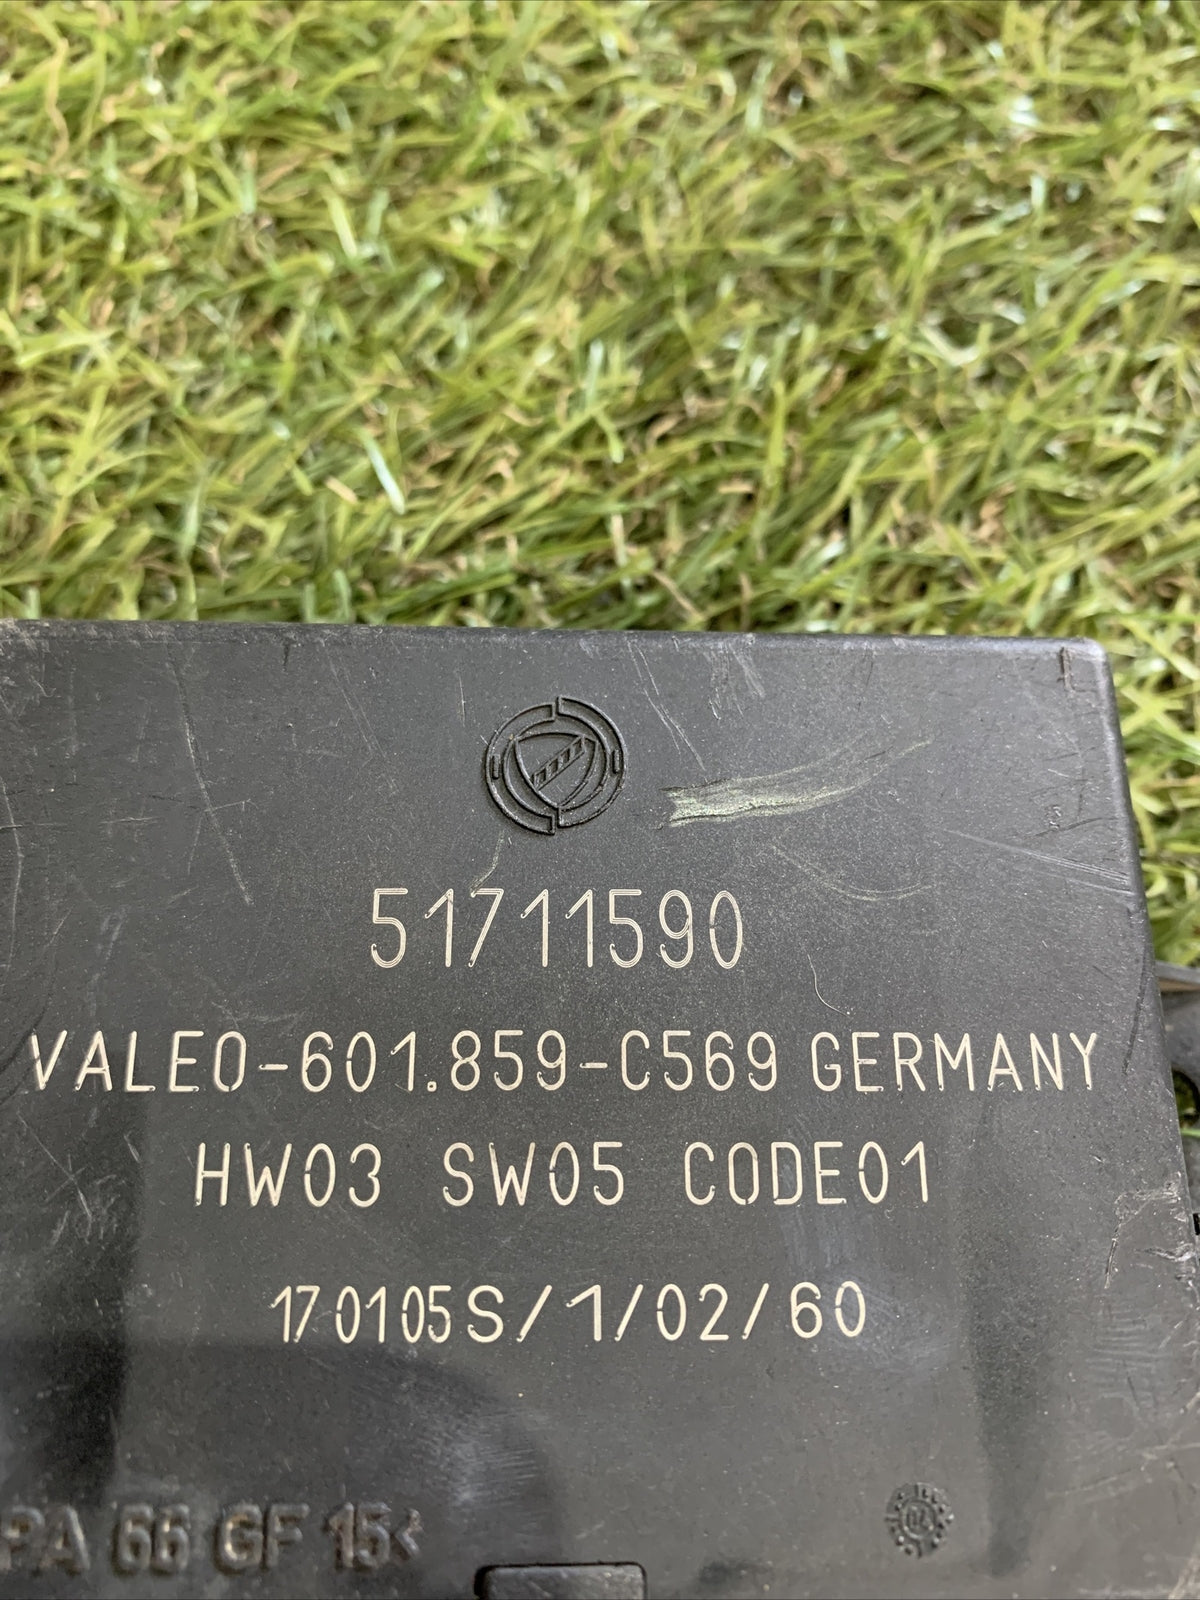 51711590
VALEO-601.859-C569 GERMANY
HW03 SW05 CODE01
170105S/1/02/60
PA 66 GF 15<